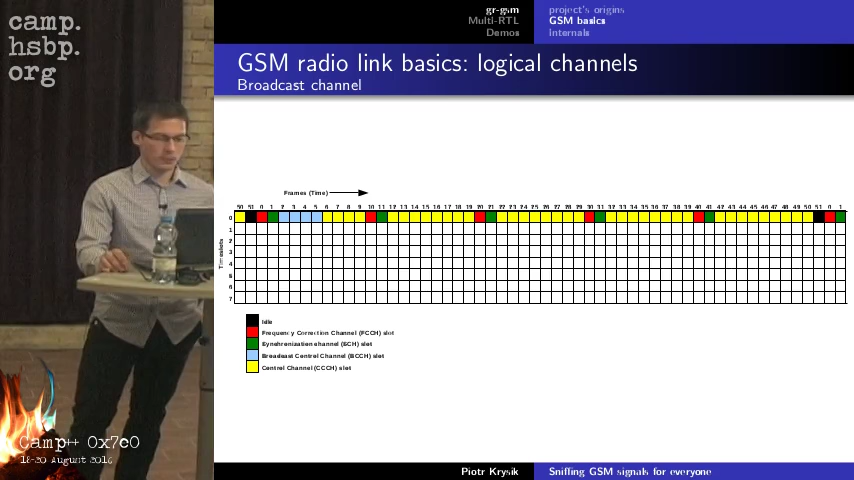 camp.
hsbp.
org
gr-gsm
Multi-RTL
Demos
project's origins
GSM basics
Internals
GSM radio link basics: logical channels
Broadcast channel
Frames (Time)
50 51 0 1 2 3 4 5 6 7 8 9 10 11 12 13 14 15 16 17 18 19 20 21 22 23 24 25 26 27 28 29 30 31 32 33 34 35 36 37 38 39 40 41 42 43 44 45 46 47 48 49 50 51 0 1
Timeslots
0
1
2
3
4
5
6
7
Idle
Frequency Correction Channel (FCCH) slot
Synchronization channel (SCH) slot
Broadcast Control Channel (BCCH) slot
Control Channel (CCCH) slot
Camp++ 0x7e0
18-20 August 2016
Piotr Krysik
Sniffing GSM signals for everyone